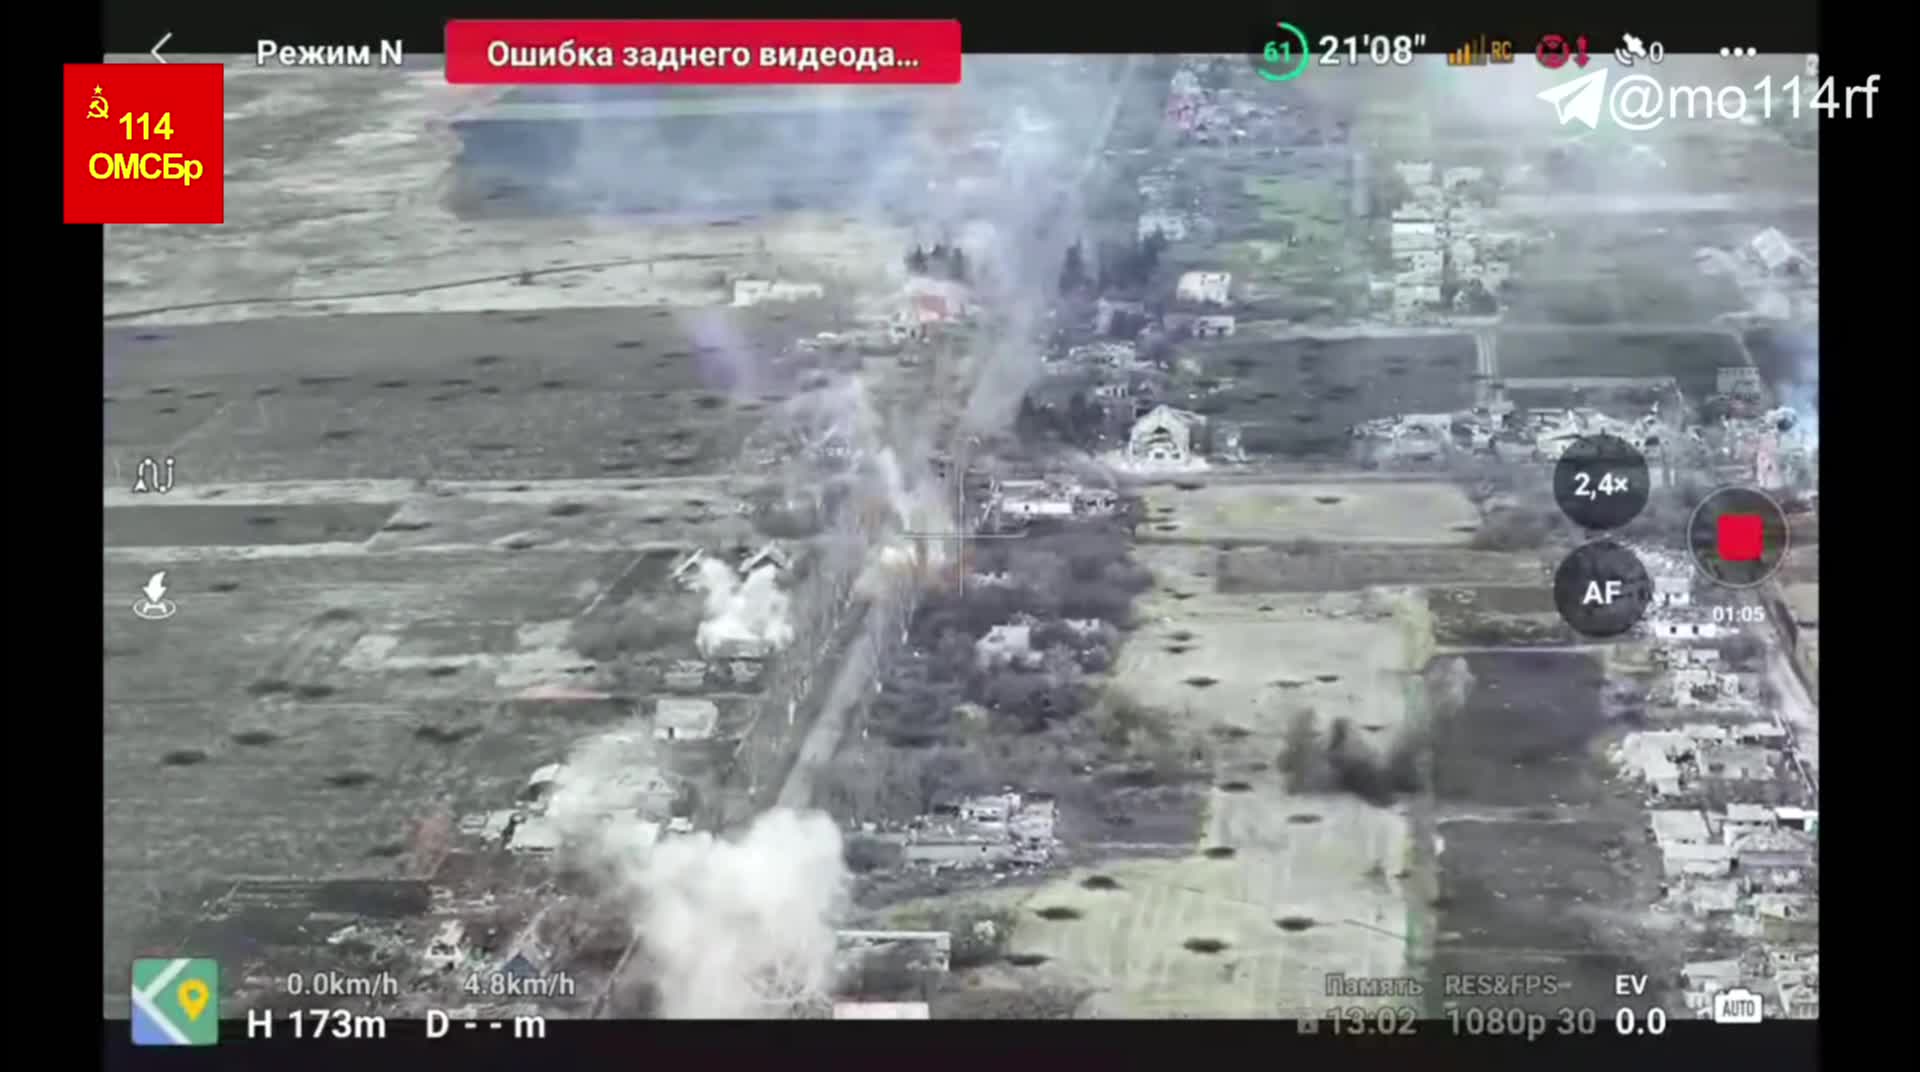 Режим N
Ошибка заднего видеода...
61
21'08"
RC
0
@mo114rf
114
ОМСБр
2,4×
AF
01:05
0.0km/h
4.8km/h
H 173m
D - - m
Память
13:02
RES&FPS
1080p 30
EV
0.0
AUTO